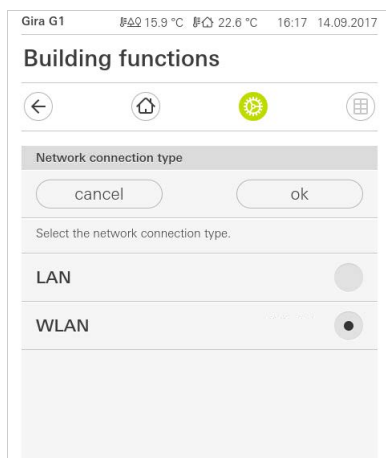 Gira G1 15.9 °C 22.6 °C 16:17 14.09.2017
Building functions
Network connection type
cancel ok
Select the network connection type.
LAN
WLAN